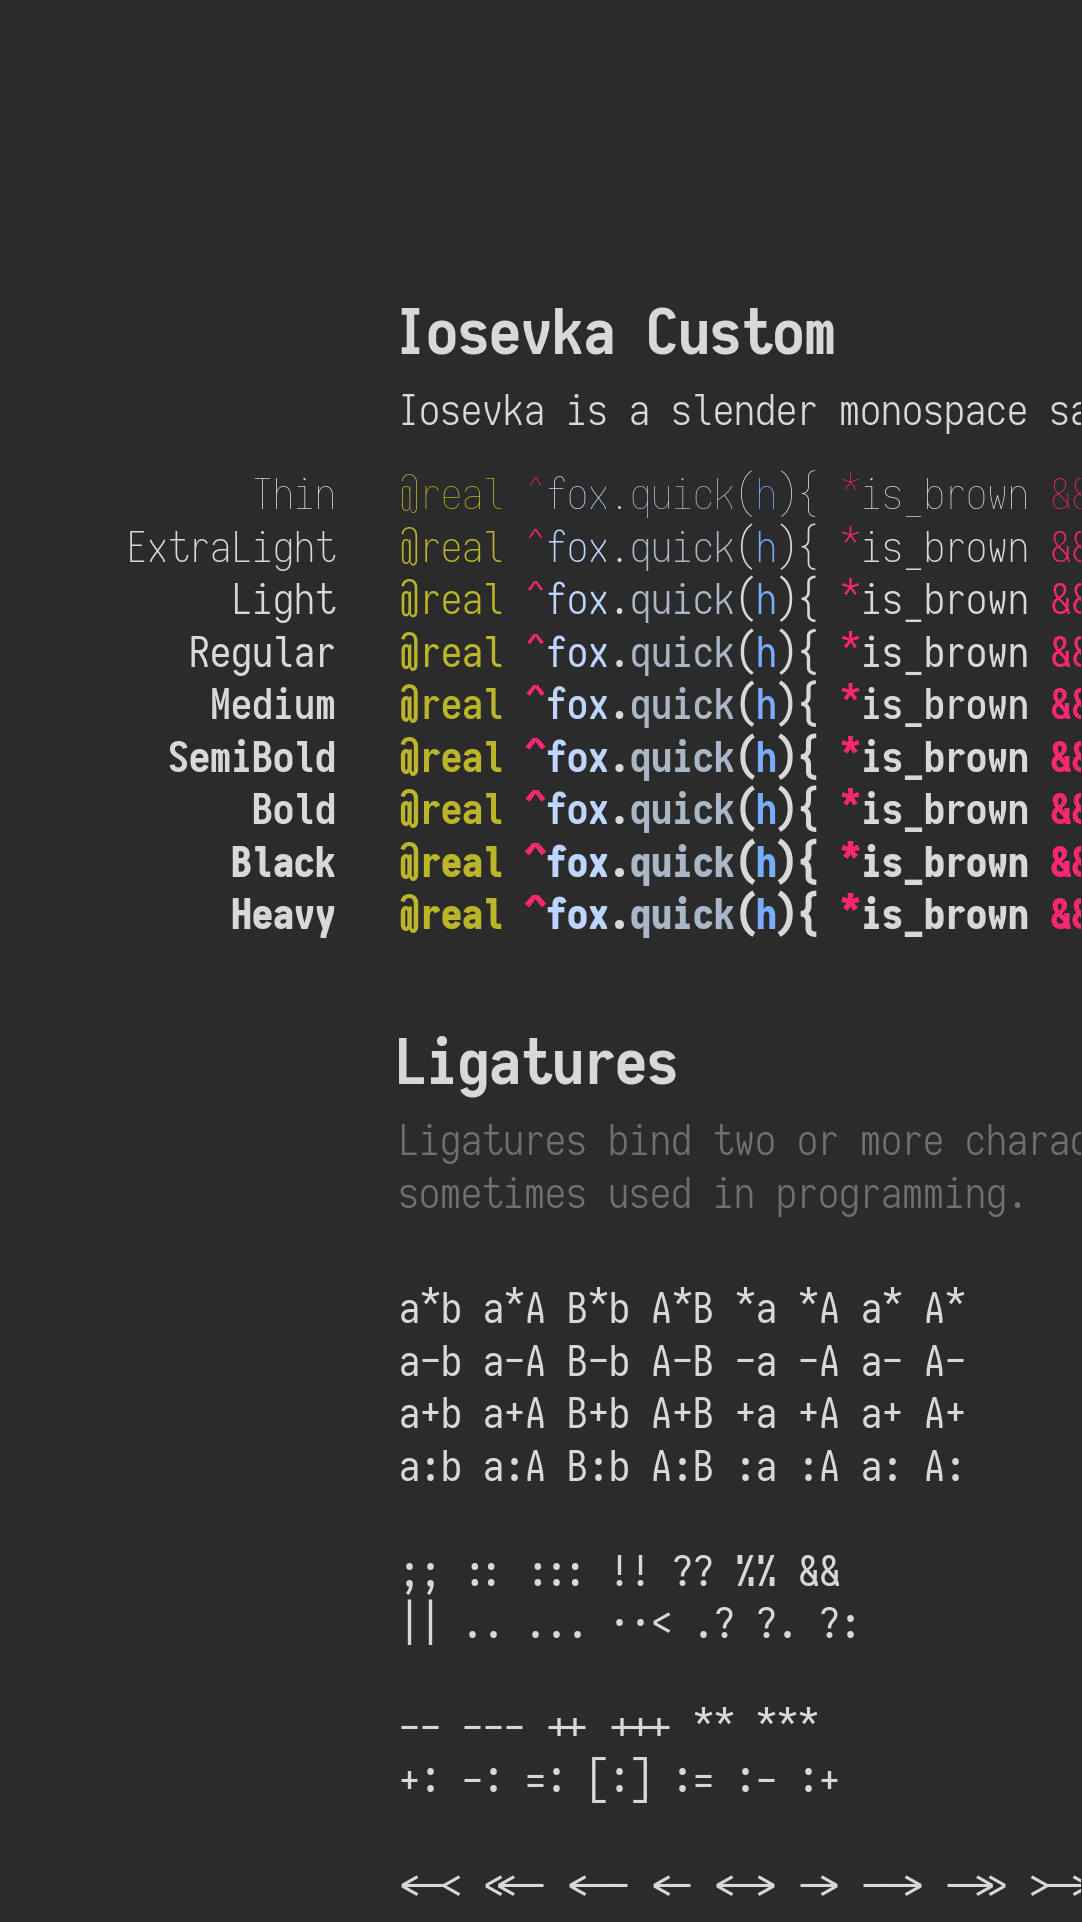 Iosevka Custom
Iosevka is a slender monospace sa
Thin @real ^fox.quick(h){ *is_brown &&
ExtraLight @real ^fox.quick(h){ *is_brown &&
Light @real ^fox.quick(h){ *is_brown &&
Regular @real ^fox.quick(h){ *is_brown &&
Medium @real ^fox.quick(h){ *is_brown &&
SemiBold @real ^fox.quick(h){ *is_brown &&
Bold @real ^fox.quick(h){ *is_brown &&
Black @real ^fox.quick(h){ *is_brown &&
Heavy @real ^fox.quick(h){ *is_brown &&
Ligatures
Ligatures bind two or more charac
sometimes used in programming.
a*b a*A B*b A*B *a *A a* A*
a-b a-A B-b A-B -a -A a- A-
a+b a+A B+b A+B +a +A a+ A+
a:b a:A B:b A:B :a :A a: A:
;; :: ::: !! ?? %% &&
|| .. ... ..< .? ?. ?:
-- --- ++ +++ ** ***
+: -: =: [:] := :- :+
<-< <<- <-- <- <-> -> --> ->> >->